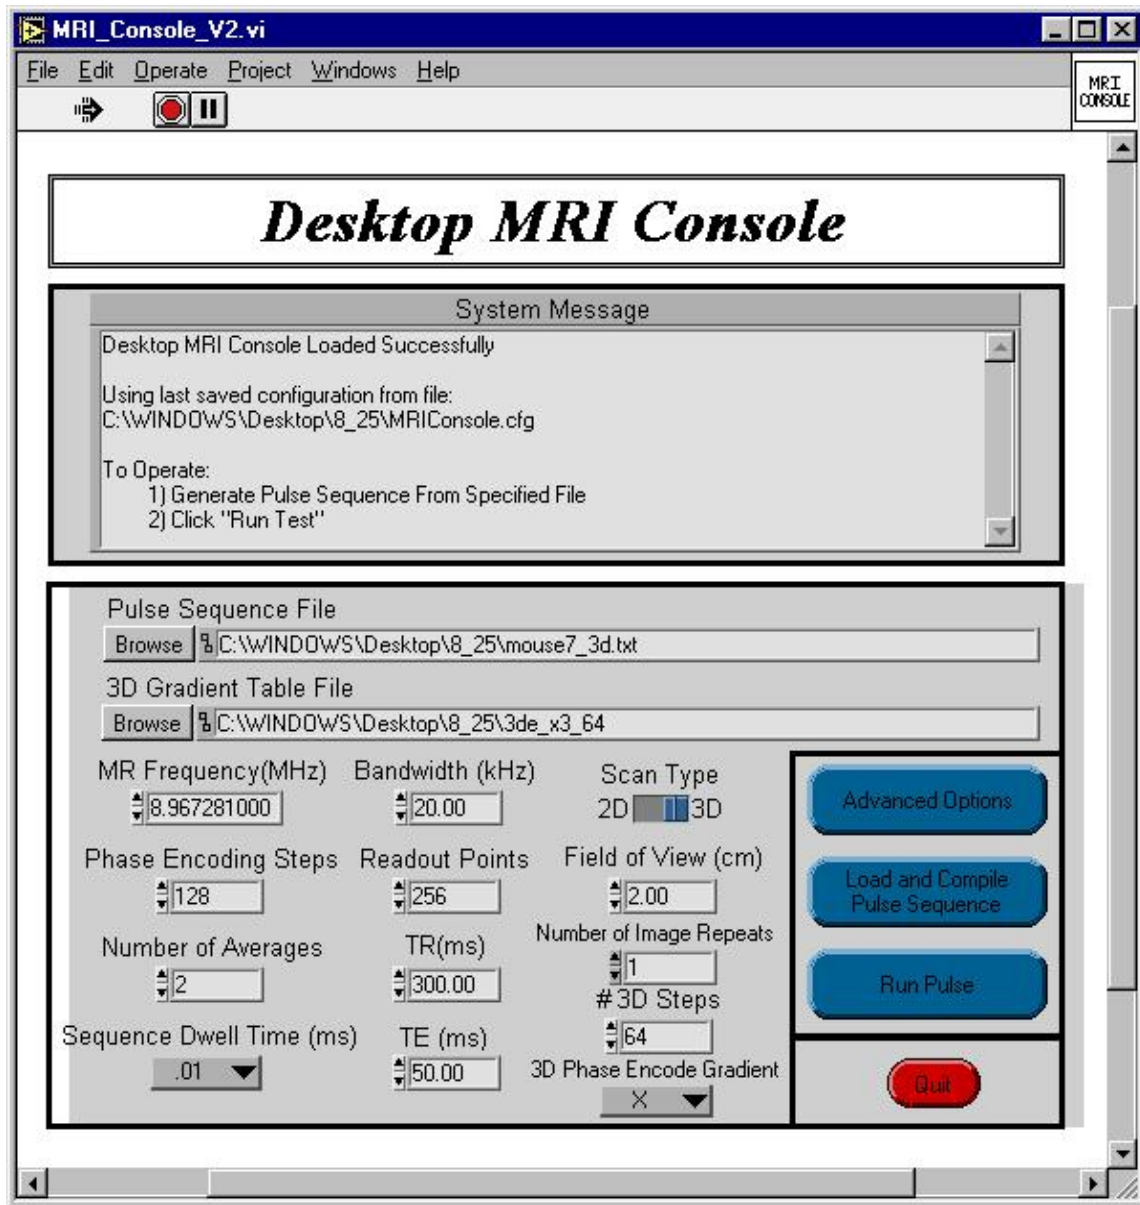 MRI_Console_V2.vi
File Edit Operate Project Windows Help
MRI
CONSOLE
Desktop MRI Console
System Message
Desktop MRI Console Loaded Successfully
Using last saved configuration from file:
C:\WINDOWS\Desktop\8_25\MRIConsole.cfg
To Operate:
1) Generate Pulse Sequence From Specified File
2) Click "Run Test"
Pulse Sequence File
Browse C:\WINDOWS\Desktop\8_25\mouse7_3d.txt
3D Gradient Table File
Browse C:\WINDOWS\Desktop\8_25\3de_x3_64
MR Frequency(MHz) Bandwidth (kHz) Scan Type
8.967281000 20.00 2D 3D
Phase Encoding Steps Readout Points Field of View (cm)
128 256 2.00
Number of Averages TR(ms) Number of Image Repeats
2 300.00 1
# 3D Steps
64
Sequence Dwell Time (ms) TE (ms)
.01 50.00
3D Phase Encode Gradient
X
Advanced Options
Load and Compile
Pulse Sequence
Run Pulse
Quit